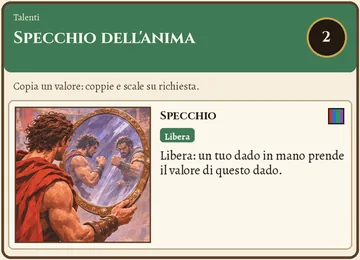 Talenti
Specchio dell'anima
2
Copia un valore: coppie e scale su richiesta.
Specchio
Libera
Libera: un tuo dado in mano prende
il valore di questo dado.